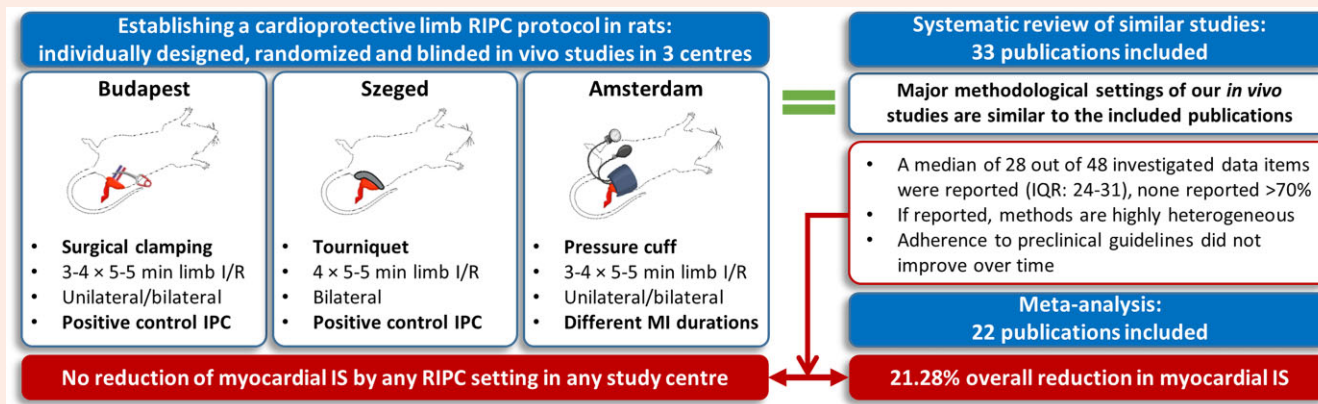 Establishing a cardioprotective limb RIPC protocol in rats:
individually designed, randomized and blinded in vivo studies in 3 centres
Budapest
• Surgical clamping
• 3-4 × 5-5 min limb I/R
• Unilateral/bilateral
• Positive control IPC
Szeged
• Tourniquet
• 4 × 5-5 min limb I/R
• Bilateral
• Positive control IPC
Amsterdam
• Pressure cuff
• 3-4 × 5-5 min limb I/R
• Unilateral/bilateral
• Different MI durations
No reduction of myocardial IS by any RIPC setting in any study centre
Systematic review of similar studies:
33 publications included
Major methodological settings of our in vivo
studies are similar to the included publications
• A median of 28 out of 48 investigated data items
were reported (IQR: 24-31), none reported >70%
• If reported, methods are highly heterogeneous
• Adherence to preclinical guidelines did not
improve over time
Meta-analysis:
22 publications included
21.28% overall reduction in myocardial IS